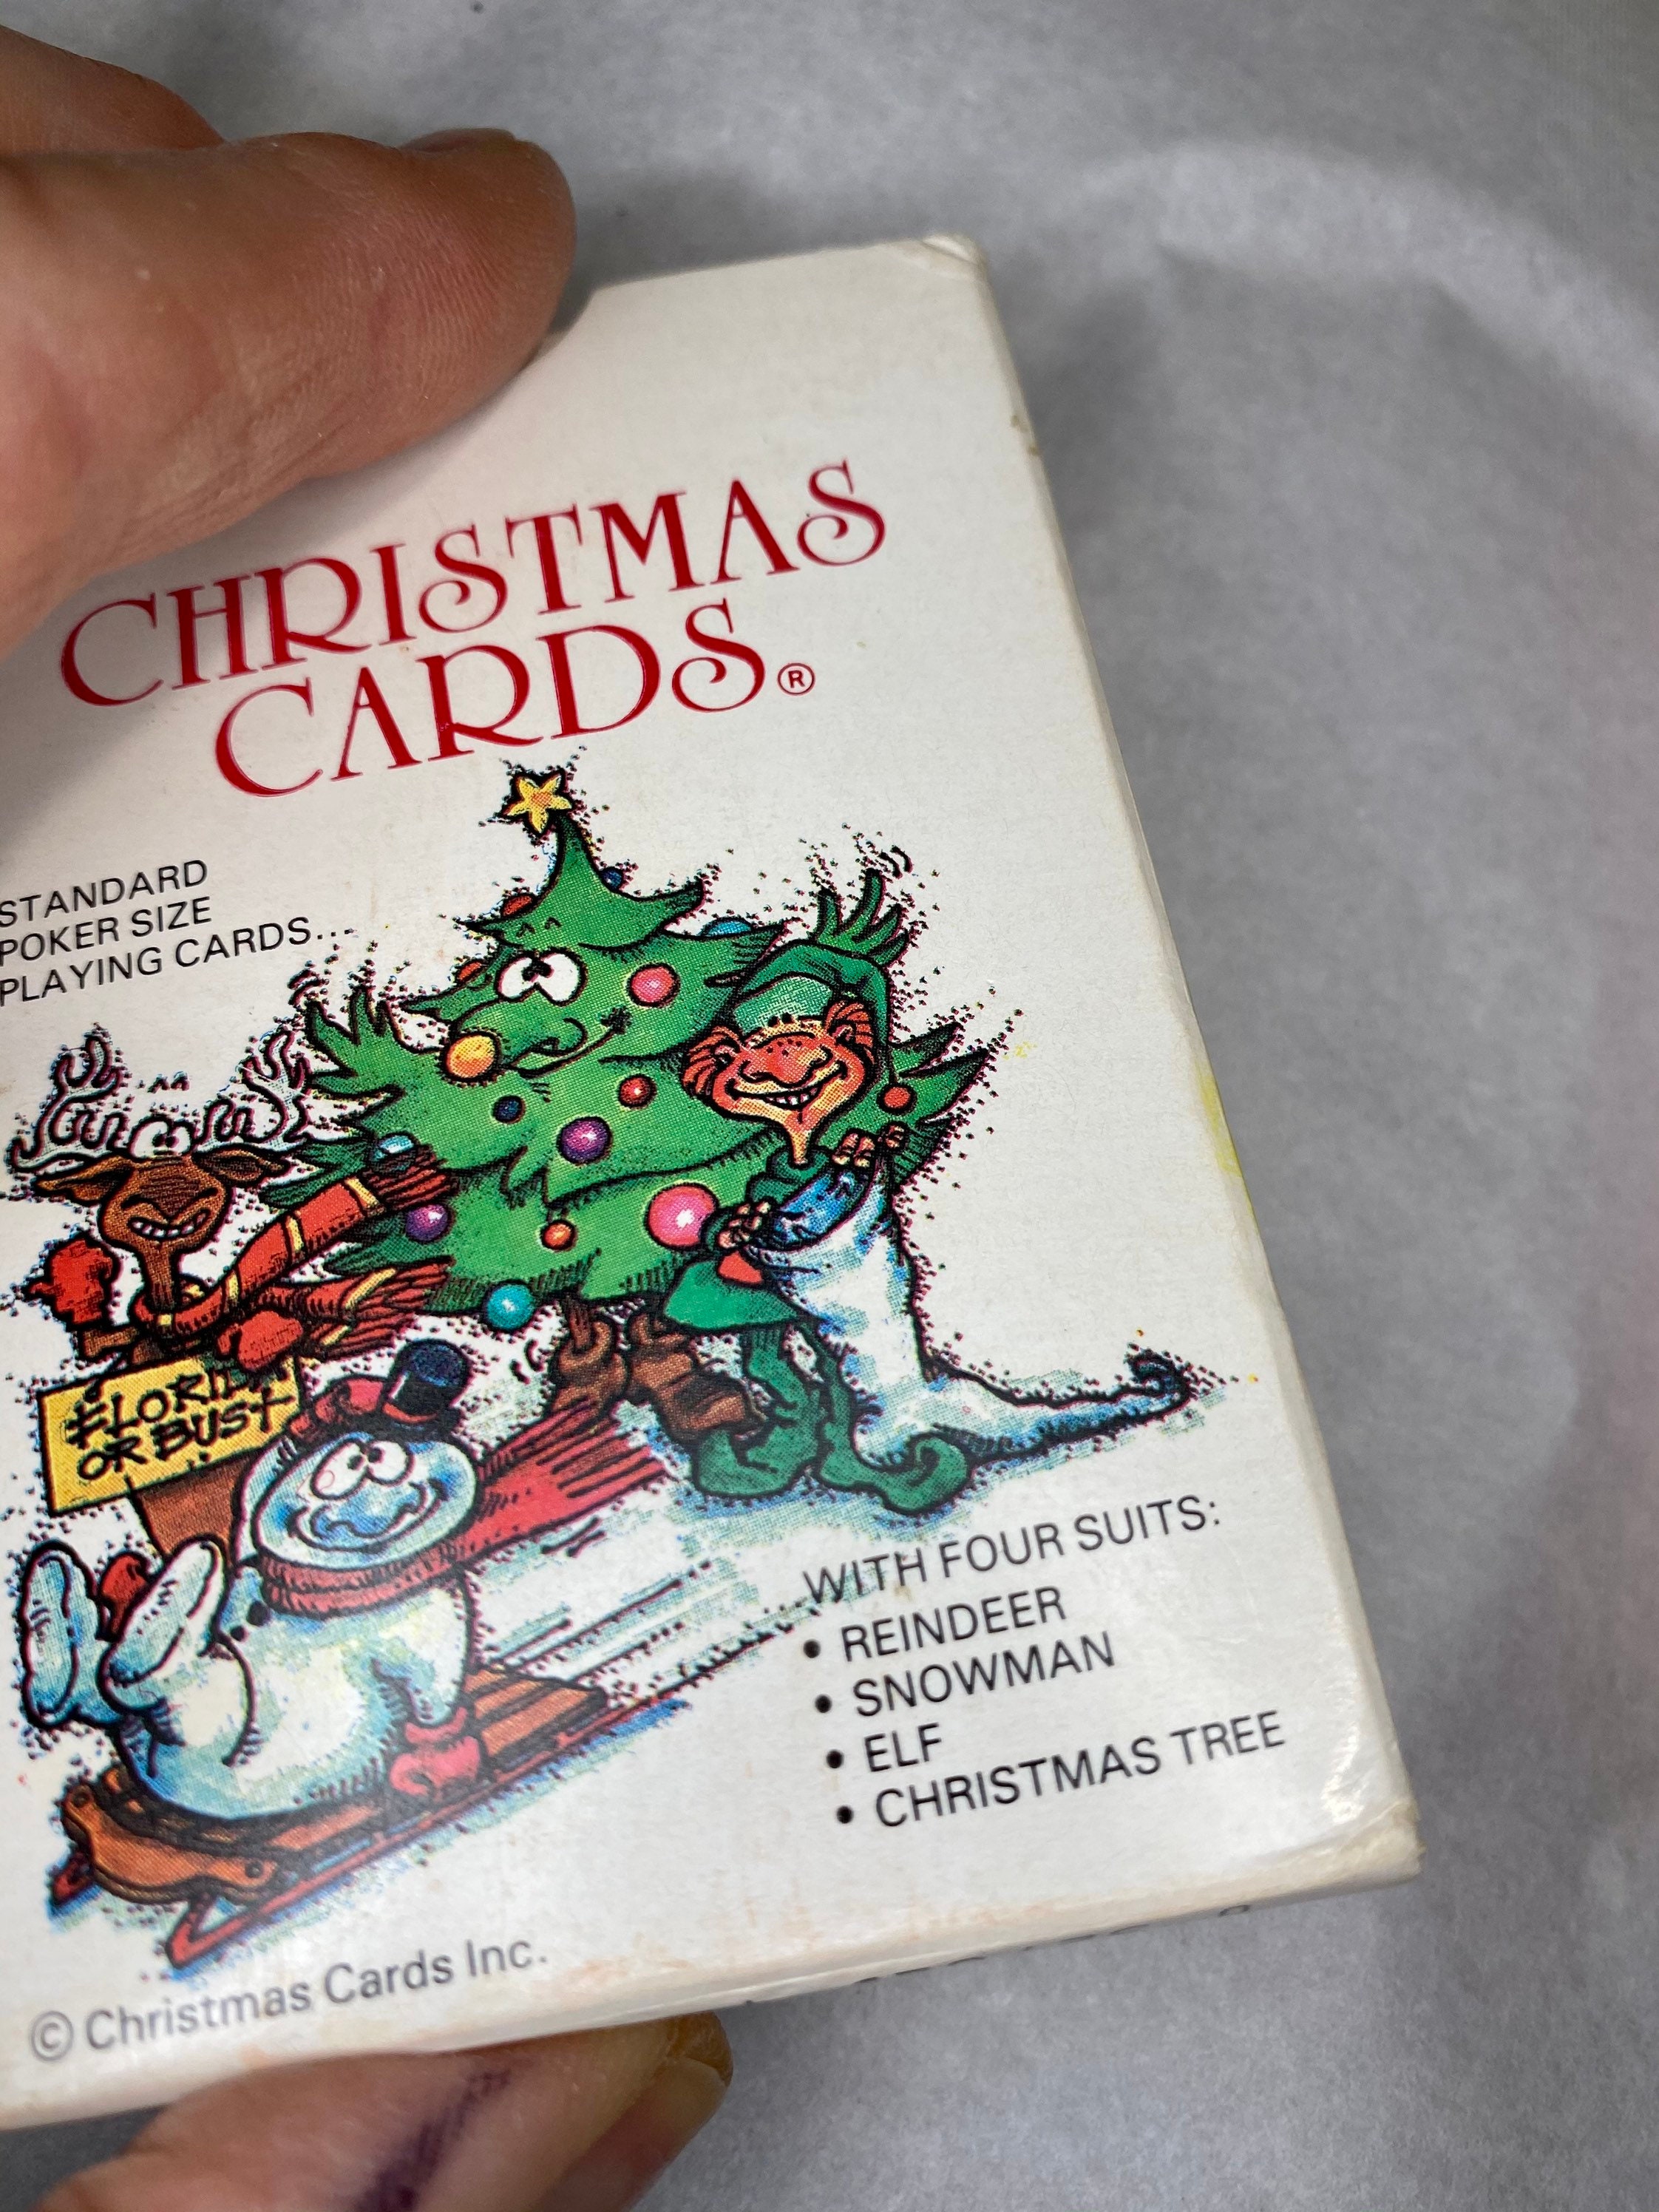 CHRISTMAS
CARDS®
STANDARD
POKER SIZE
PLAYING CARDS...
OR BUST
...WITH FOUR SUITS:
• REINDEER
• SNOWMAN
• ELF
• CHRISTMAS TREE
© Christmas Cards Inc.